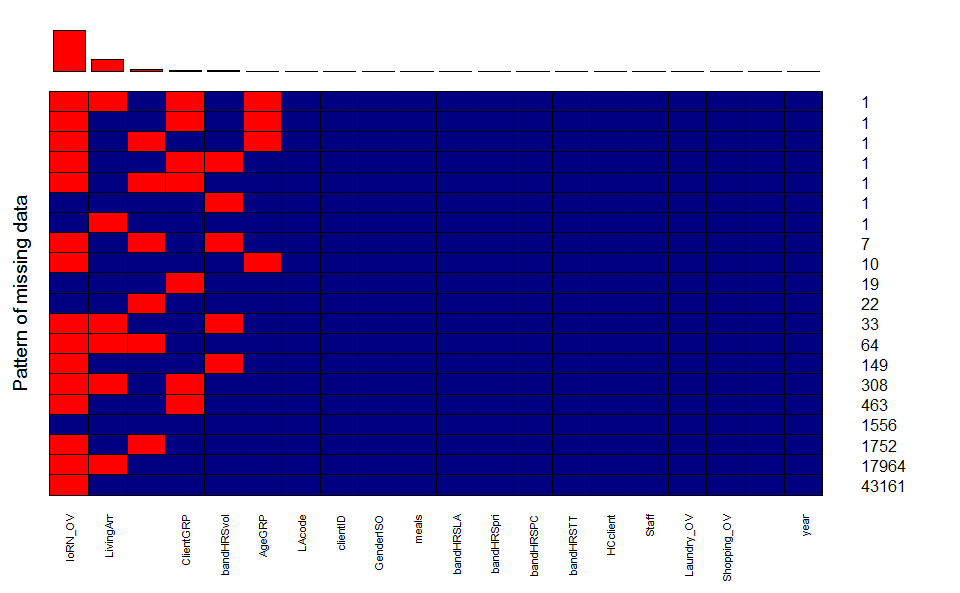 Pattern of missing data
1
1
1
1
1
1
1
7
10
19
22
33
64
149
308
463
1556
1752
17964
43161
IoRN_OV
LivingArr
ClientGRP
bandHRSvol
AgeGRP
LAcode
clientID
GenderISO
meals
bandHRSLA
bandHRSpri
bandHRSPC
bandHRSTT
HCclient
Staff
Laundry_OV
Shopping_OV
year